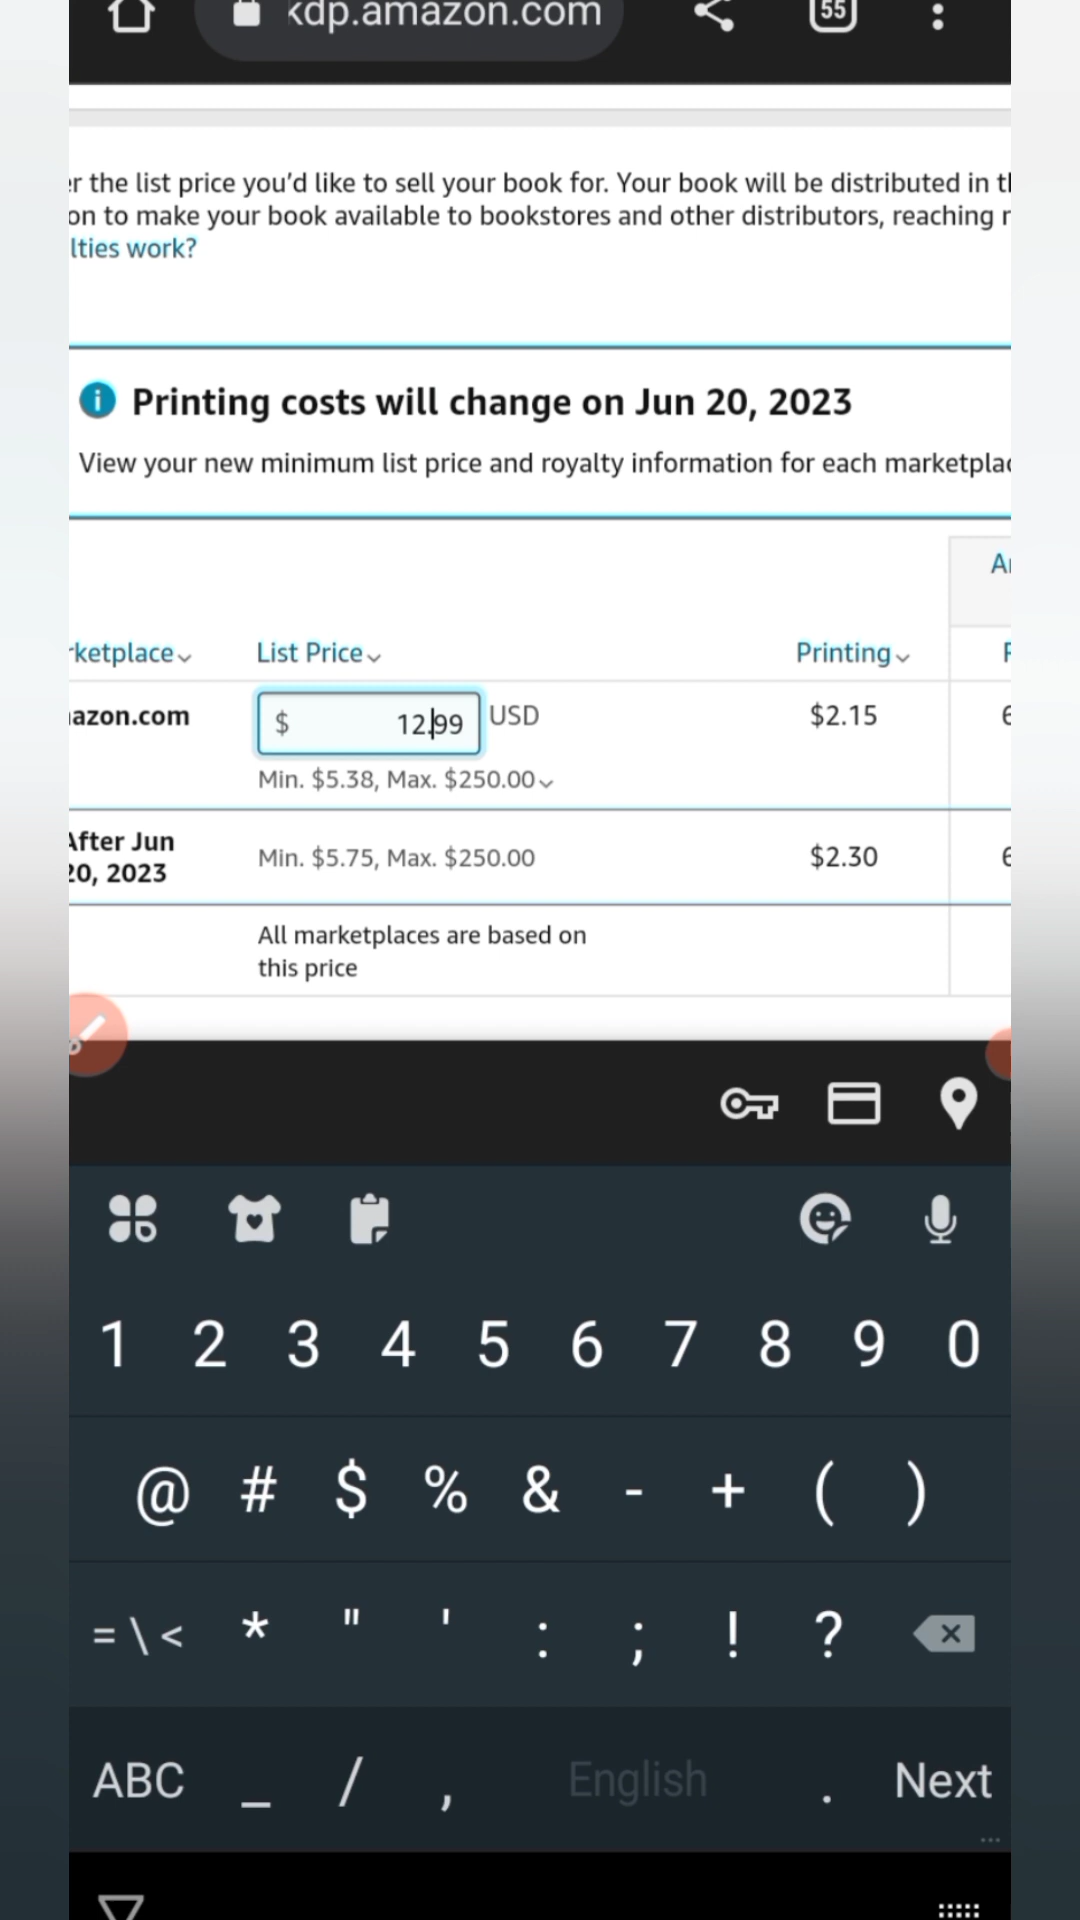 kdp.amazon.com
55
r the list price you'd like to sell your book for. Your book will be distributed in t
on to make your book available to bookstores and other distributors, reaching
lties work?
Printing costs will change on Jun 20, 2023
View your new minimum list price and royalty information for each marketplac
rketplace List Price Printing
azon.com $ 12.99 USD $2.15 6
Min. $5.38, Max. $250.00
After Jun
20, 2023
Min. $5.75, Max. $250.00 $2.30 6
All marketplaces are based on
this price
1 2 3 4 5 6 7 8 9 0
@ # $ % & - + ( )
= \ < * " ' : ; ! ?
ABC _ / , English . Next